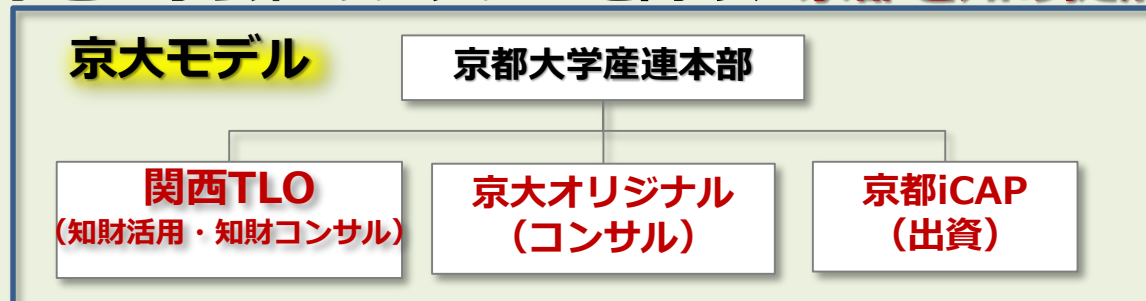 京大モデル
京都大学産連本部
関西TLO
(知財活用・知財コンサル)
京大オリジナル
(コンサル)
京都iCAP
(出資)